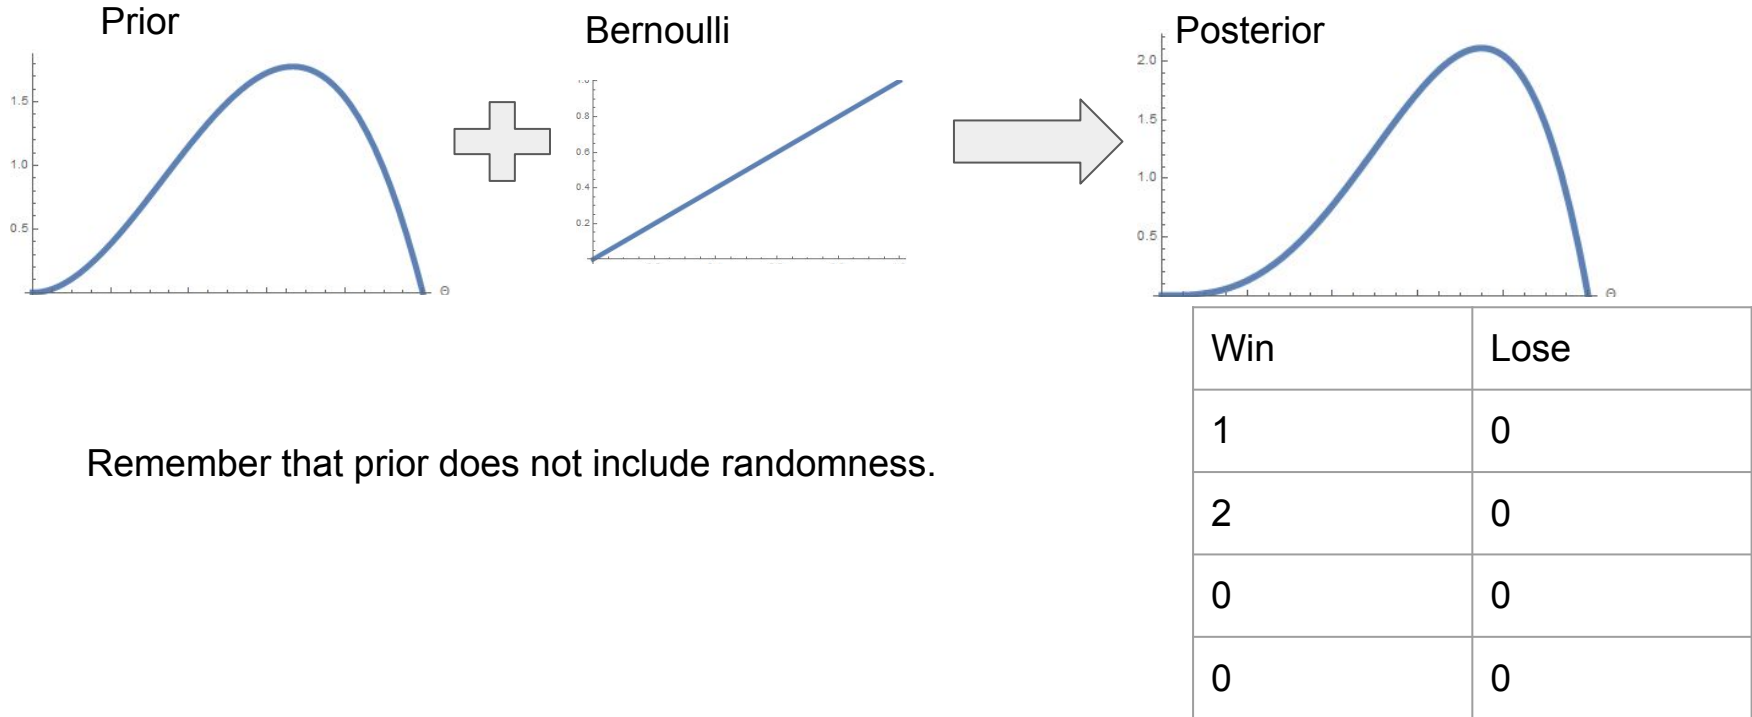 Prior
Bernoulli
Posterior
1.5
1.0
0.5
Θ
1.0
0.8
0.6
0.4
0.2
2.0
1.5
1.0
0.5
Θ
Win Lose
1 0
Remember that prior does not include randomness.
2 0
0 0
0 0